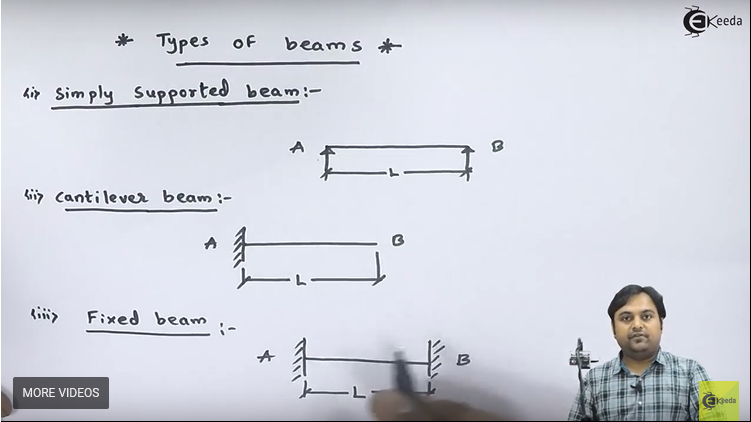 EKeeda
* Types of beams *
(i) Simply Supported beam:-
A B
L
(ii) Cantilever beam:-
A B
L
(iii) Fixed beam:-
A B
L
MORE VIDEOS
EKeeda